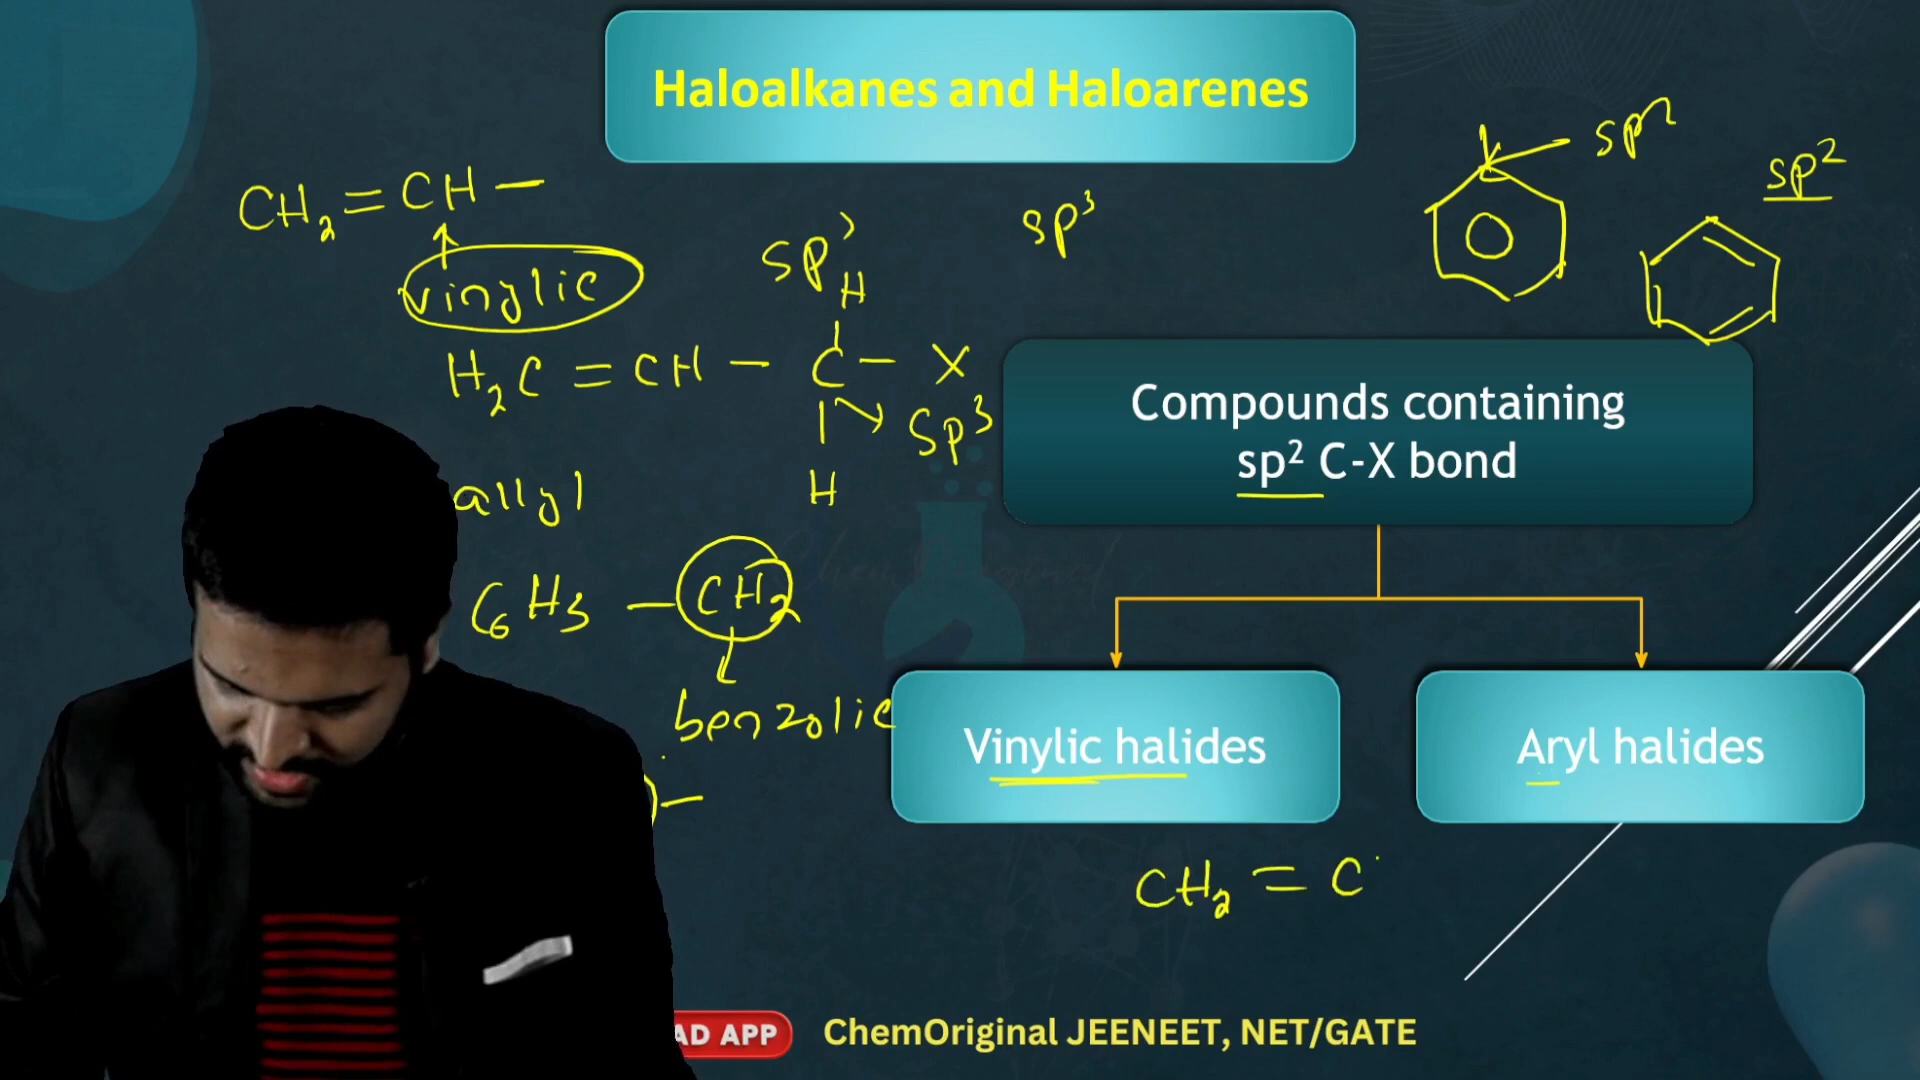 Haloalkanes and Haloarenes
CH₂ = CH –
vinylic
sp³
sp³
sp²
sp²
H
H₂C = CH – C – X
sp³
H
allyl
C₆H₅ – CH₂
benzolic
Compounds containing
sp² C-X bond
Vinylic halides
Aryl halides
CH₂ = C
AD APP
ChemOriginal JEENEET, NET/GATE